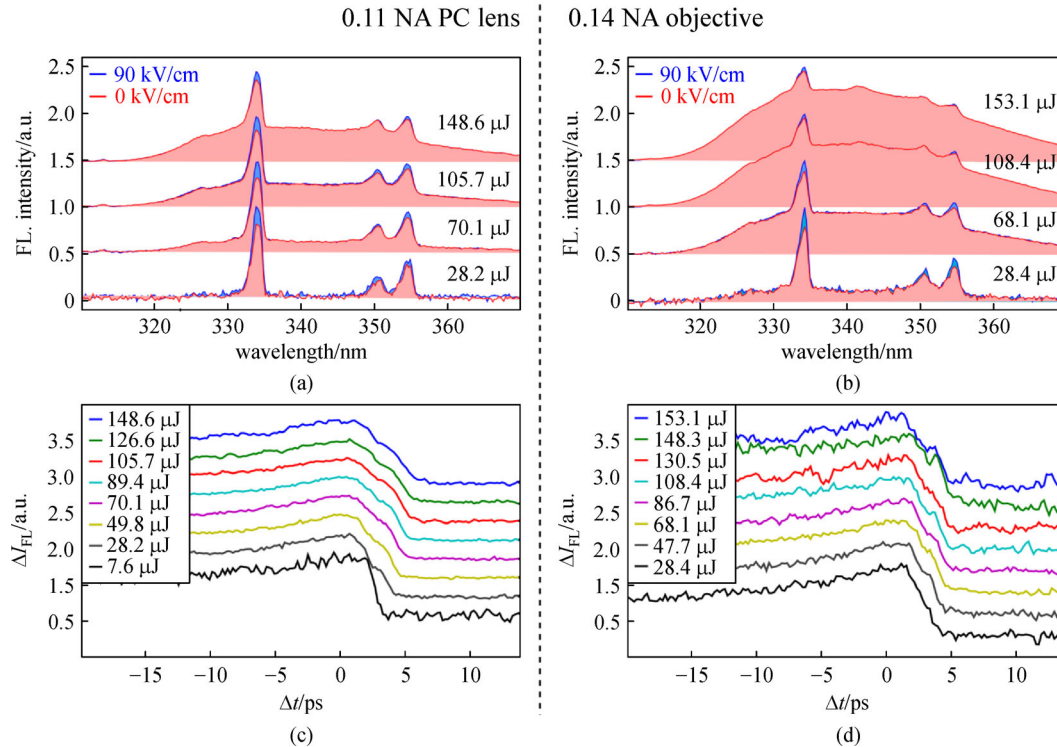 0.11 NA PC lens
0.14 NA objective
FL. intensity/a.u.
2.5
2.0
1.5
1.0
0.5
0
90 kV/cm
0 kV/cm
148.6 μJ
105.7 μJ
70.1 μJ
28.2 μJ
320
330
340
350
360
wavelength/nm
(a)
FL. intensity/a.u.
2.5
2.0
1.5
1.0
0.5
0
90 kV/cm
0 kV/cm
153.1 μJ
108.4 μJ
68.1 μJ
28.4 μJ
320
330
340
350
360
wavelength/nm
(b)
ΔI_FL/a.u.
3.5
3.0
2.5
2.0
1.5
0.5
148.6 μJ
126.6 μJ
105.7 μJ
89.4 μJ
70.1 μJ
49.8 μJ
28.2 μJ
7.6 μJ
−15
−10
−5
0
5
10
Δt/ps
(c)
ΔI_FL/a.u.
3.5
3.0
2.5
2.0
1.5
0.5
153.1 μJ
148.3 μJ
130.5 μJ
108.4 μJ
86.7 μJ
68.1 μJ
47.7 μJ
28.4 μJ
−15
−10
−5
0
5
10
Δt/ps
(d)